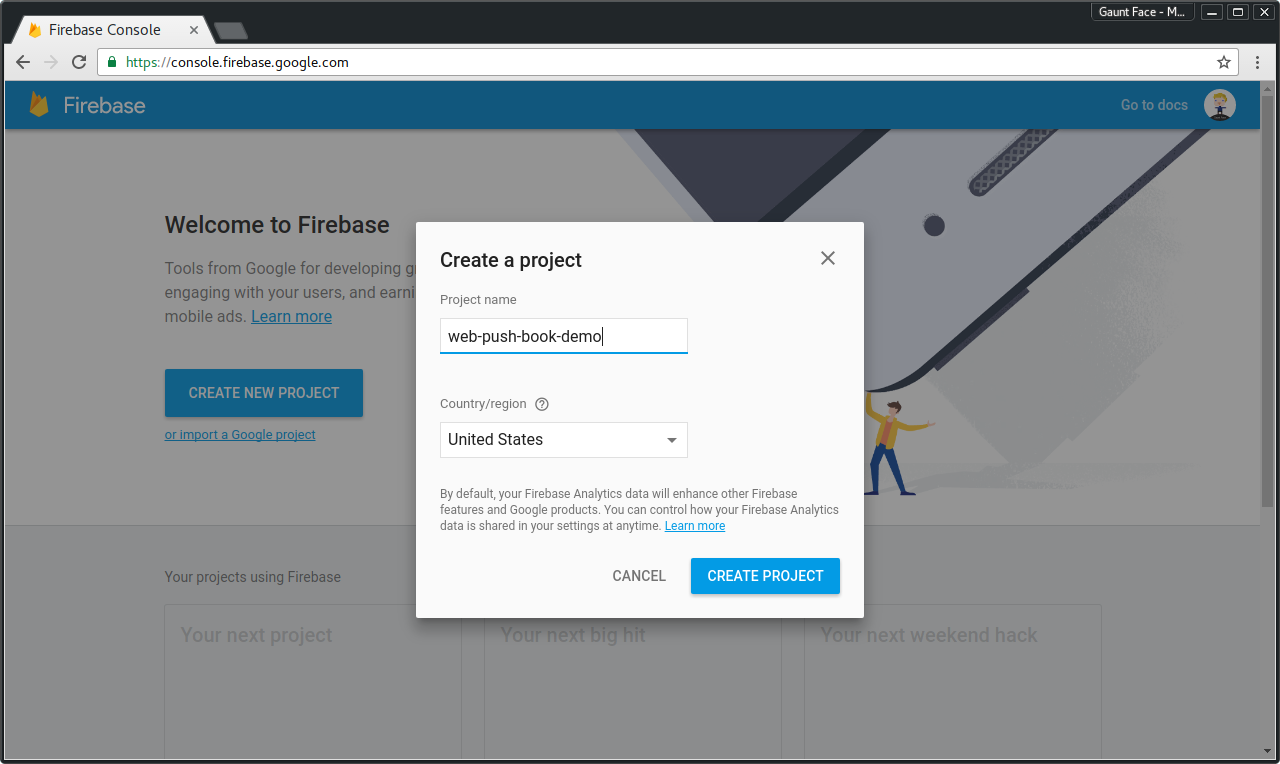 Gaunt Face - M...
Firebase Console
https://console.firebase.google.com
Firebase
Go to docs
Welcome to Firebase
Tools from Google for developing g
engaging with your users, and earni
mobile ads. Learn more
CREATE NEW PROJECT
or import a Google project
Create a project
Project name
web-push-book-demo
Country/region
United States
By default, your Firebase Analytics data will enhance other Firebase
features and Google products. You can control how your Firebase Analytics
data is shared in your settings at anytime. Learn more
CANCEL
CREATE PROJECT
Your projects using Firebase
Your next project
Your next big hit
Your next weekend hack